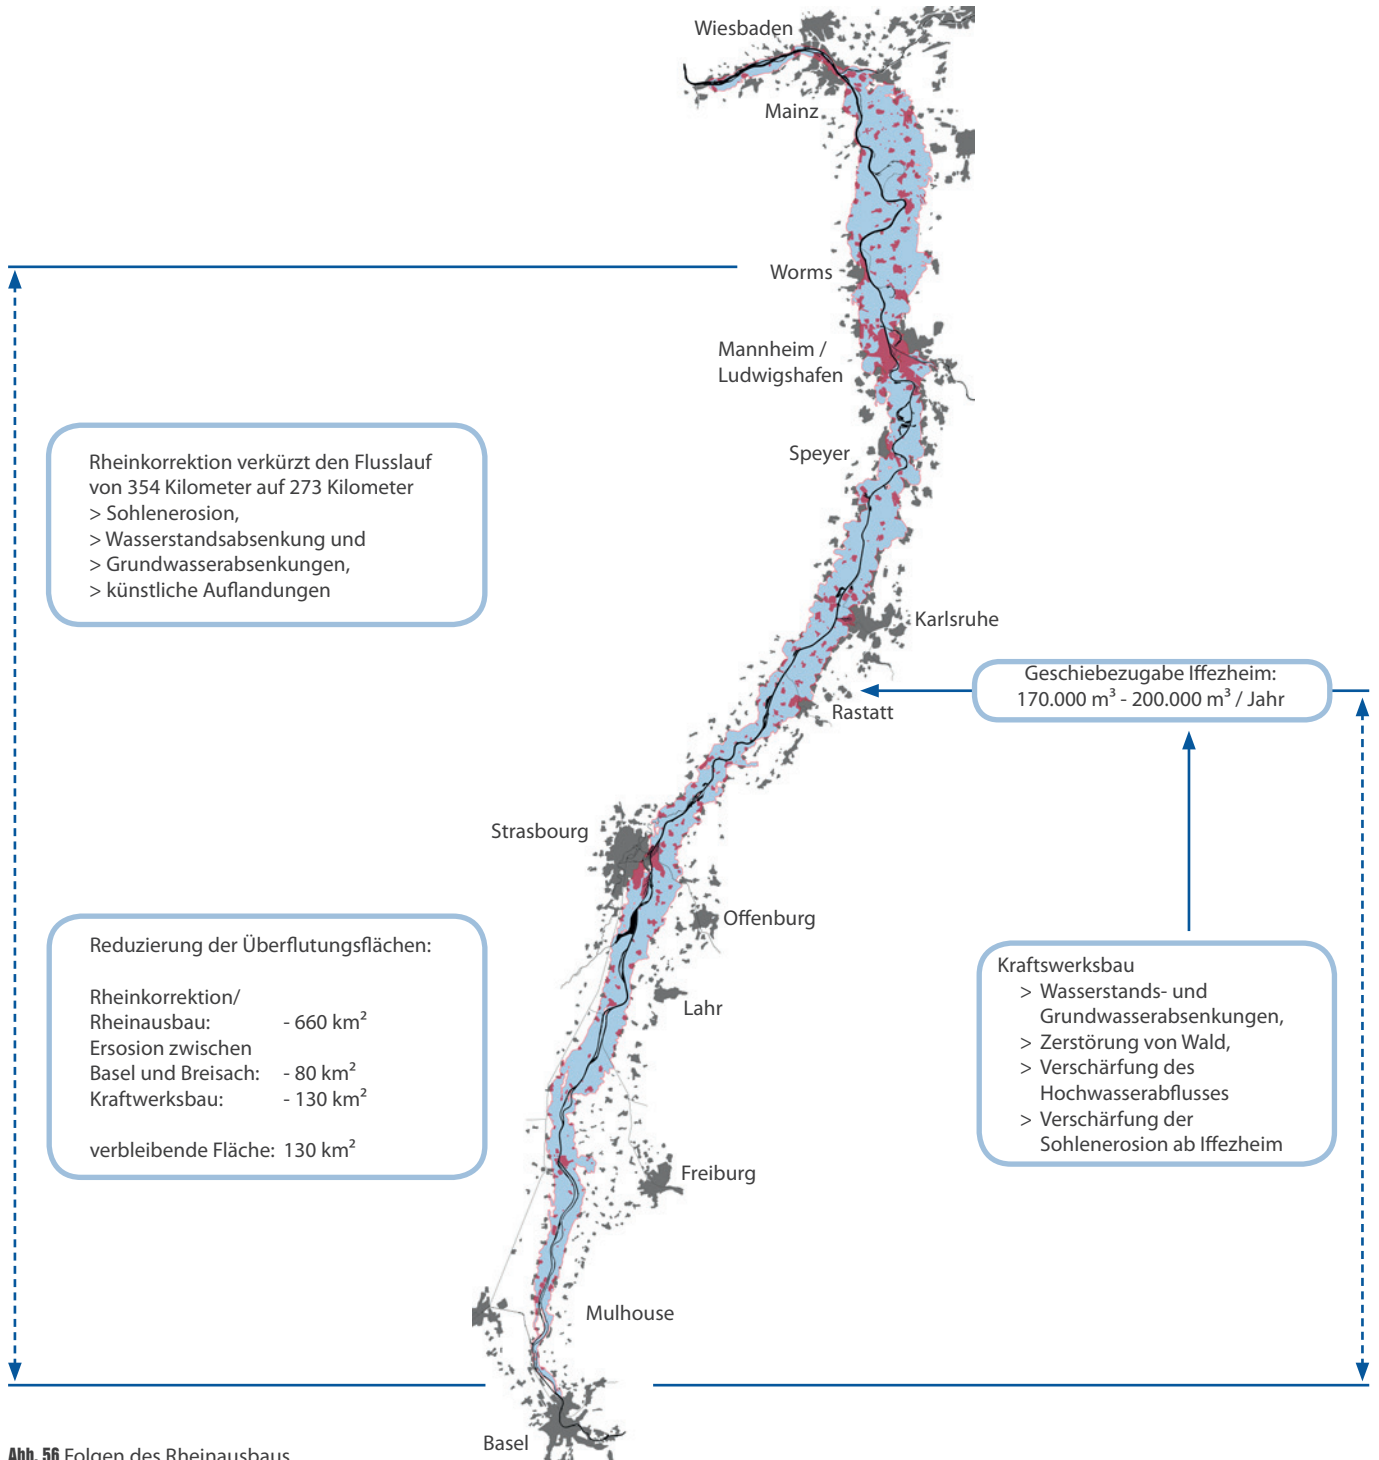 Wiesbaden
Mainz
Worms
Mannheim /
Ludwigshafen
Speyer
Rheinkorrektion verkürzt den Flusslauf
von 354 Kilometer auf 273 Kilometer
> Sohlenerosion,
> Wasserstandsabsenkung und
> Grundwasserabsenkungen,
> künstliche Auflandungen
Karlsruhe
Geschiebezugabe Iffezheim:
170.000 m³ - 200.000 m³ / Jahr
Rastatt
Strasbourg
Offenburg
Reduzierung der Überflutungsflächen:
Rheinkorrektion/
Rheinausbau: - 660 km²
Ersosion zwischen
Basel und Breisach: - 80 km²
Kraftwerksbau: - 130 km²
verbleibende Fläche: 130 km²
Kraftswerksbau
> Wasserstands- und
Grundwasserabsenkungen,
> Zerstörung von Wald,
> Verschärfung des
Hochwasserabflusses
> Verschärfung der
Sohlenerosion ab Iffezheim
Lahr
Freiburg
Mulhouse
Basel
Abb. 56 Folgen des Rheinausbaus